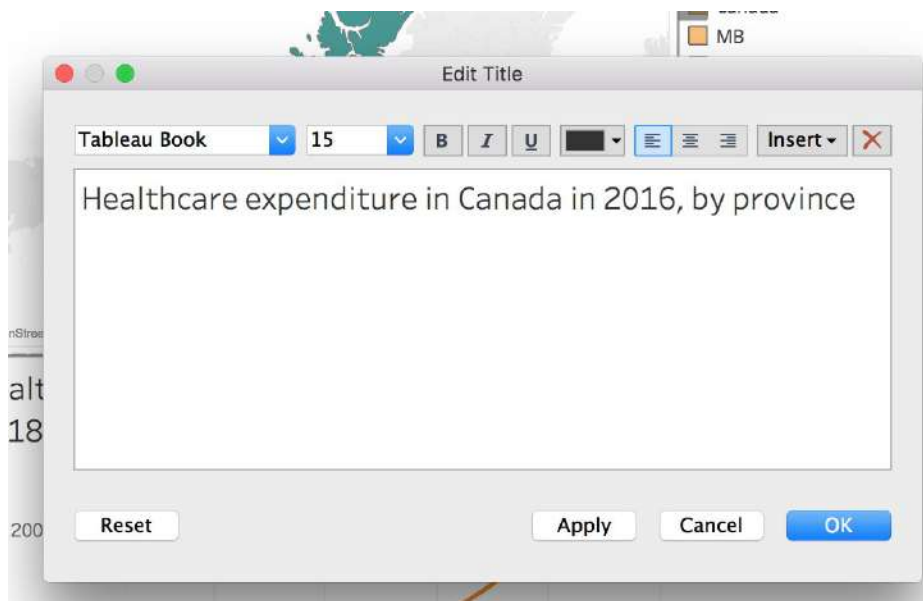 MB
Edit Title
Tableau Book 15 B I U Insert
Healthcare expenditure in Canada in 2016, by province
alt
18
200
Reset Apply Cancel OK